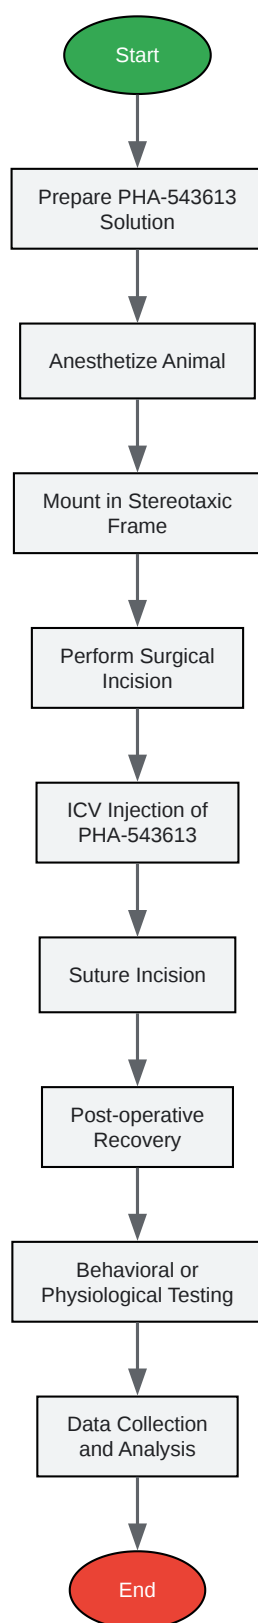 Start
Prepare PHA-543613
Solution
Anesthetize Animal
Mount in Stereotaxic
Frame
Perform Surgical
Incision
ICV Injection of
PHA-543613
Suture Incision
Post-operative
Recovery
Behavioral or
Physiological Testing
Data Collection
and Analysis
End